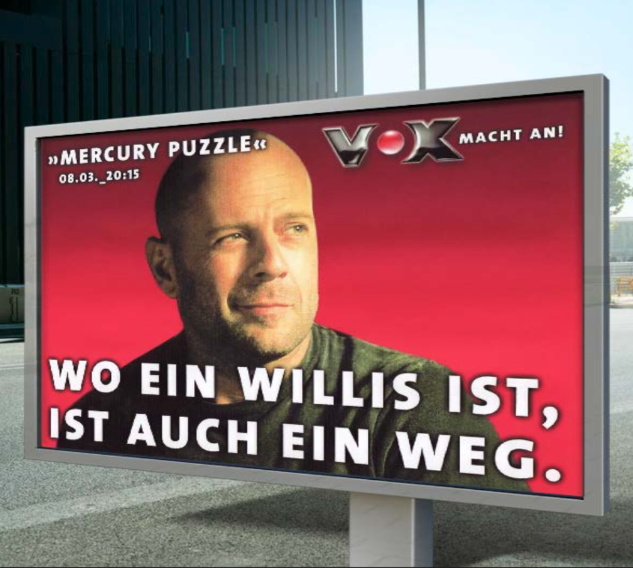 »MERCURY PUZZLE«
08.03._20:15
VOX MACHT AN!
WO EIN WILLIS IST,
IST AUCH EIN WEG.